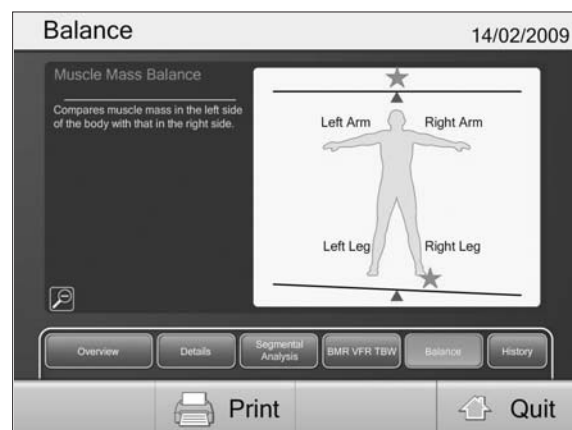 Balance
14/02/2009
Muscle Mass Balance
Compares muscle mass in the left side
of the body with that in the right side.
Left Arm
Right Arm
Left Leg
Right Leg
Overview
Details
Segmental
Analysis
BMR VFR TBW
Balance
History
Print
Quit